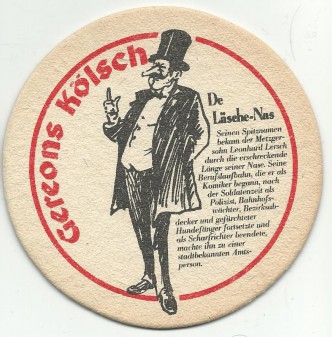 Gereons Kölsch
De
Läsche-Nas
Seinen Spitznamen
bekam der Metzger-
sohn Leonhard Lersch
durch die erschreckende
Länge seiner Nase. Seine
Berufslaufbahn, die er als
Komiker begann, nach
der Soldatenzeit als
Polizist, Bahnhofs-
wächter, Bezirksauf-
decker und gefürchteter
Hundefänger fortsetzte und
als Scharfrichter beendete,
machte ihn zu einer
stadtbekannten Amts-
person.